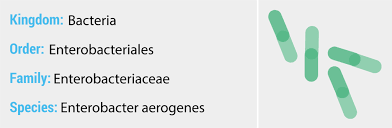 Kingdom: Bacteria
Order: Enterobacteriales
Family: Enterobacteriaceae
Species: Enterobacter aerogenes